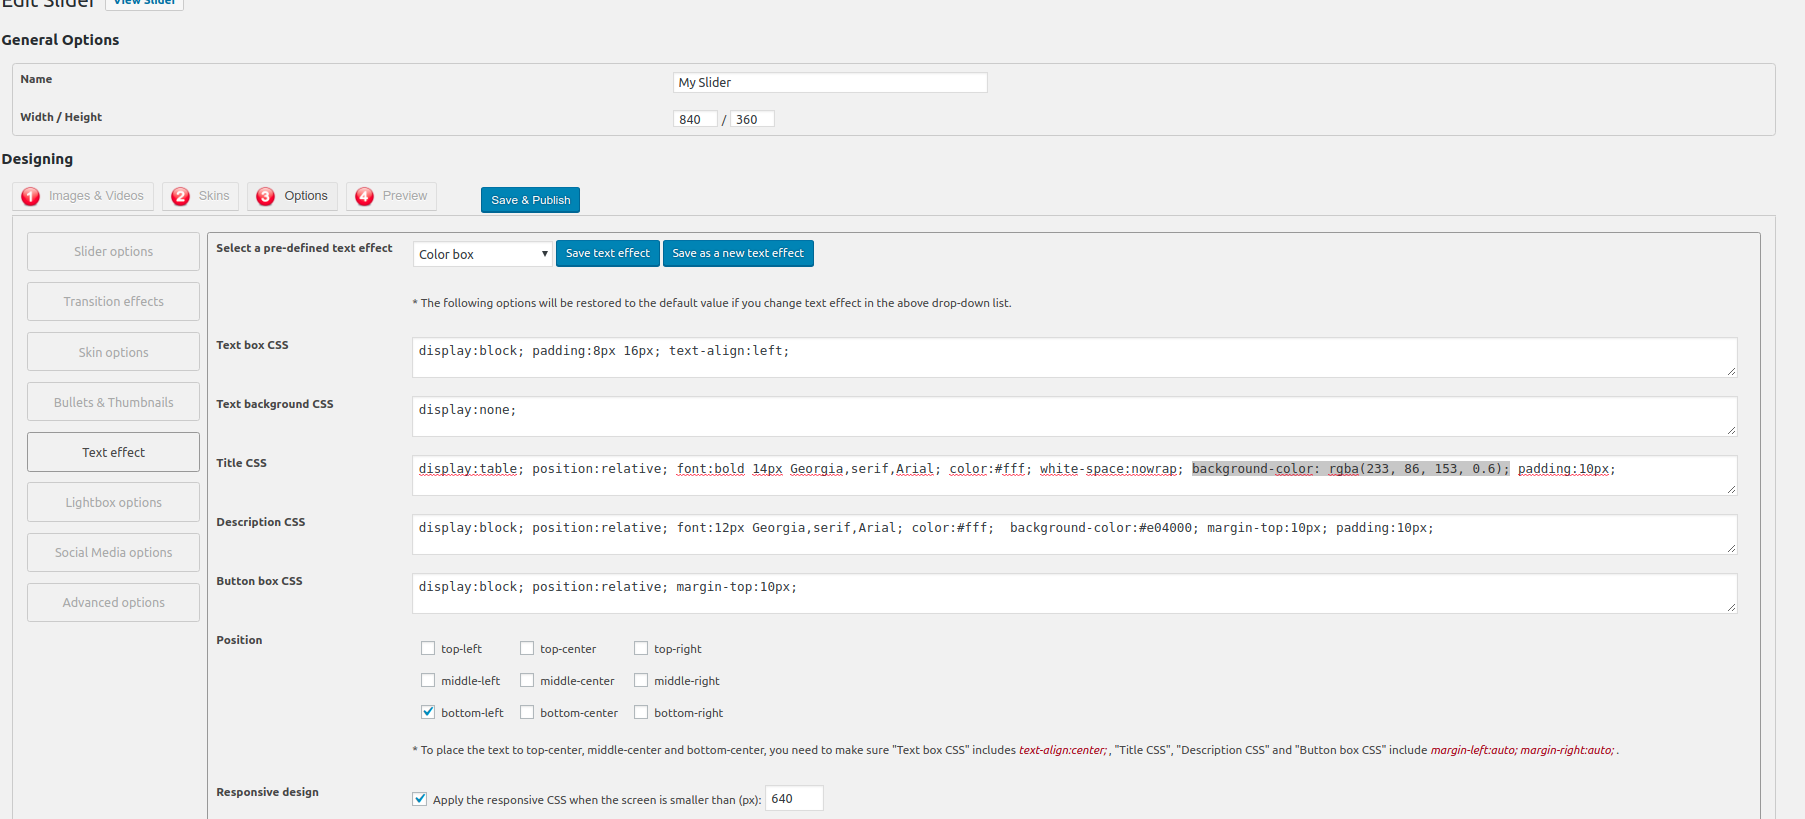 Edit Slider View Slider
General Options
Name My Slider
Width / Height 840 / 360
Designing
1 Images & Videos 2 Skins 3 Options 4 Preview Save & Publish
Slider options
Transition effects
Skin options
Bullets & Thumbnails
Text effect
Lightbox options
Social Media options
Advanced options
Select a pre-defined text effect Color box Save text effect Save as a new text effect
* The following options will be restored to the default value if you change text effect in the above drop-down list.
Text box CSS display:block; padding:8px 16px; text-align:left;
Text background CSS display:none;
Title CSS display:table; position:relative; font:bold 14px Georgia,serif,Arial; color:#fff; white-space:nowrap; background-color: rgba(233, 86, 153, 0.6); padding:10px;
Description CSS display:block; position:relative; font:12px Georgia,serif,Arial; color:#fff;  background-color:#e04000; margin-top:10px; padding:10px;
Button box CSS display:block; position:relative; margin-top:10px;
Position top-left top-center top-right
middle-left middle-center middle-right
bottom-left bottom-center bottom-right
* To place the text to top-center, middle-center and bottom-center, you need to make sure "Text box CSS" includes text-align:center; , "Title CSS", "Description CSS" and "Button box CSS" include margin-left:auto; margin-right:auto; .
Responsive design Apply the responsive CSS when the screen is smaller than (px): 640